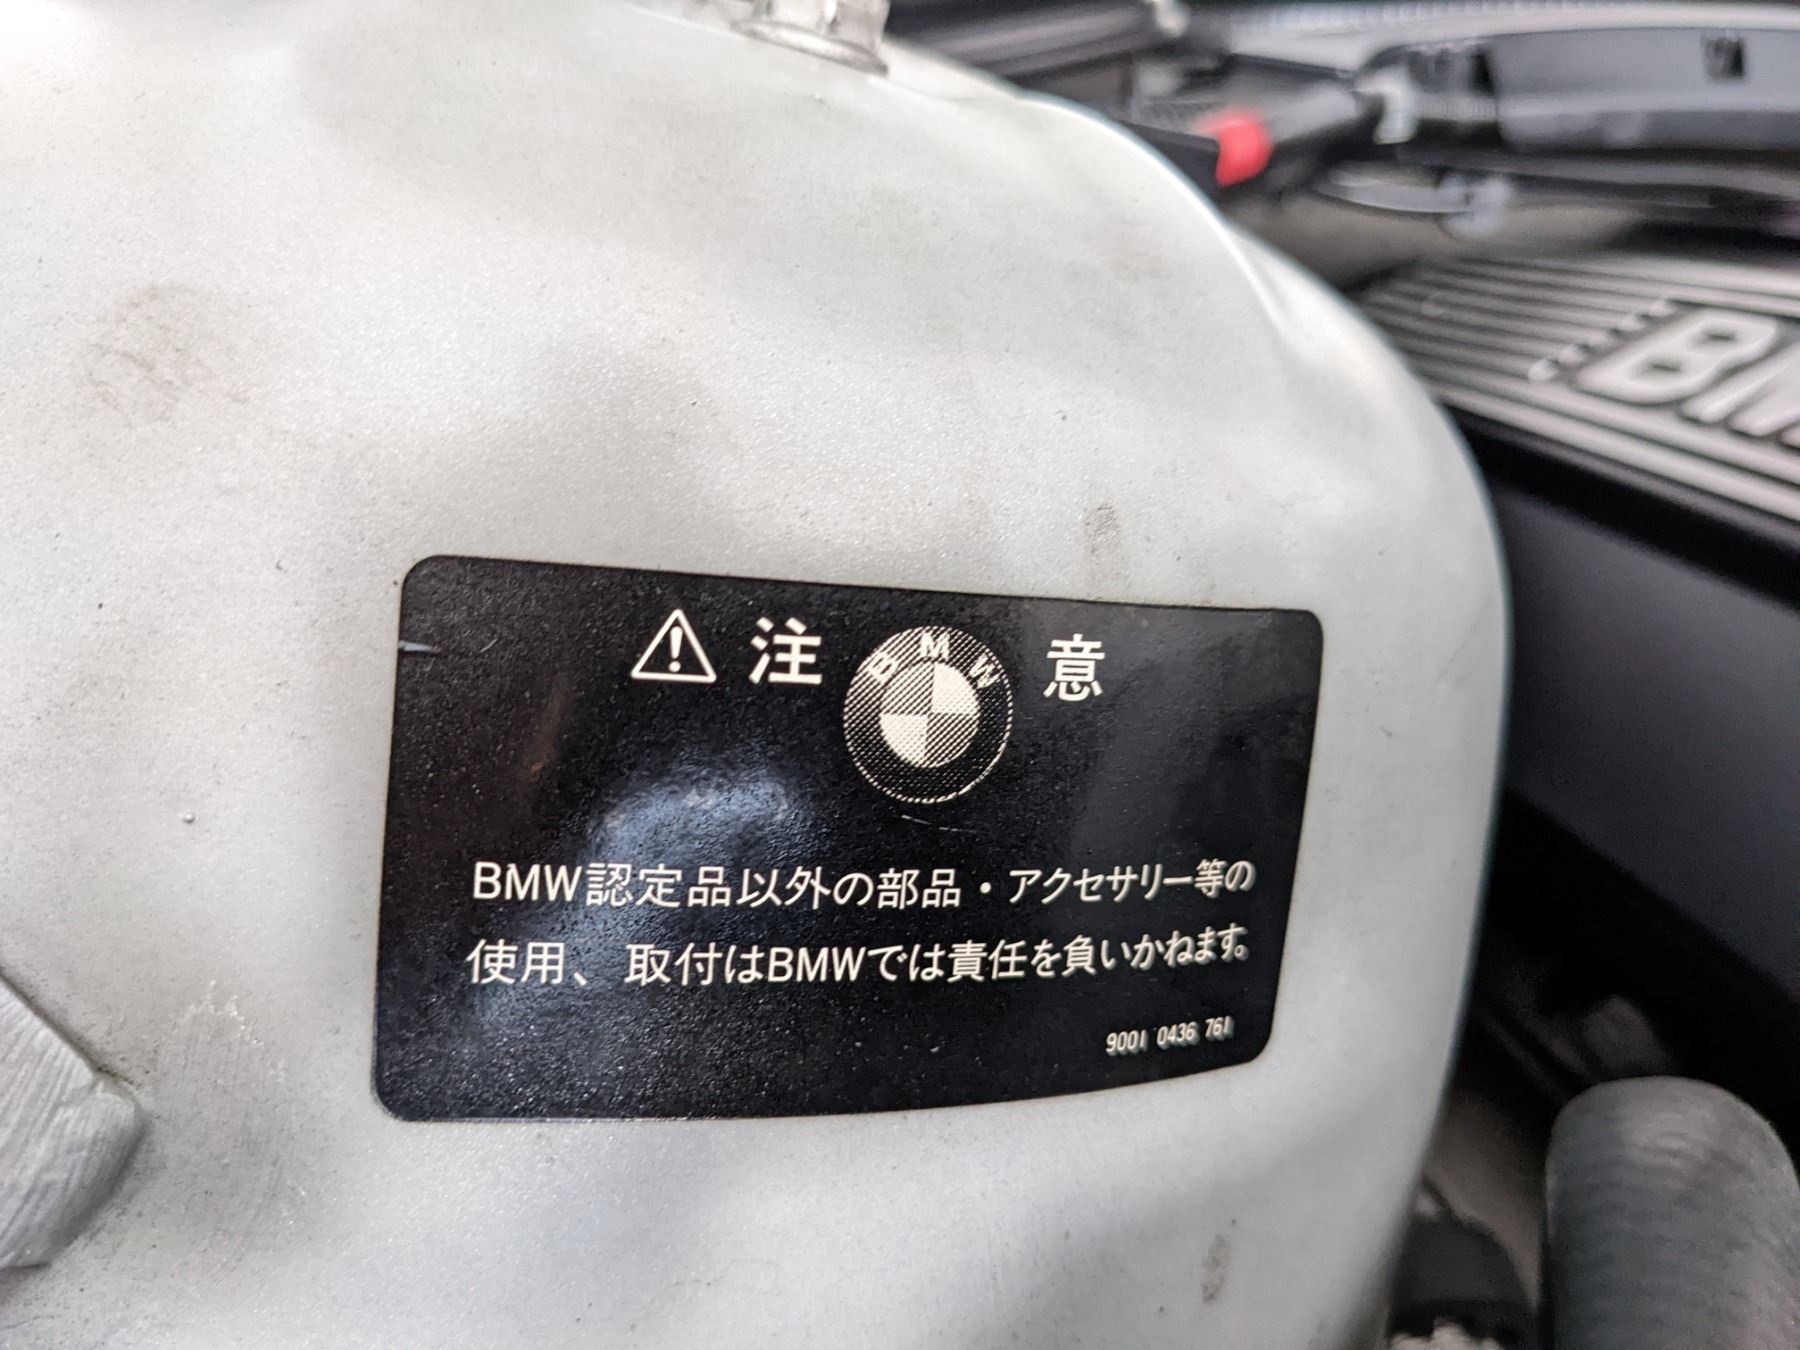 注 意
BMW
BMW認定品以外の部品・アクセサリー等の
使用、取付はBMWでは責任を負いかねます。
9001 0436 761